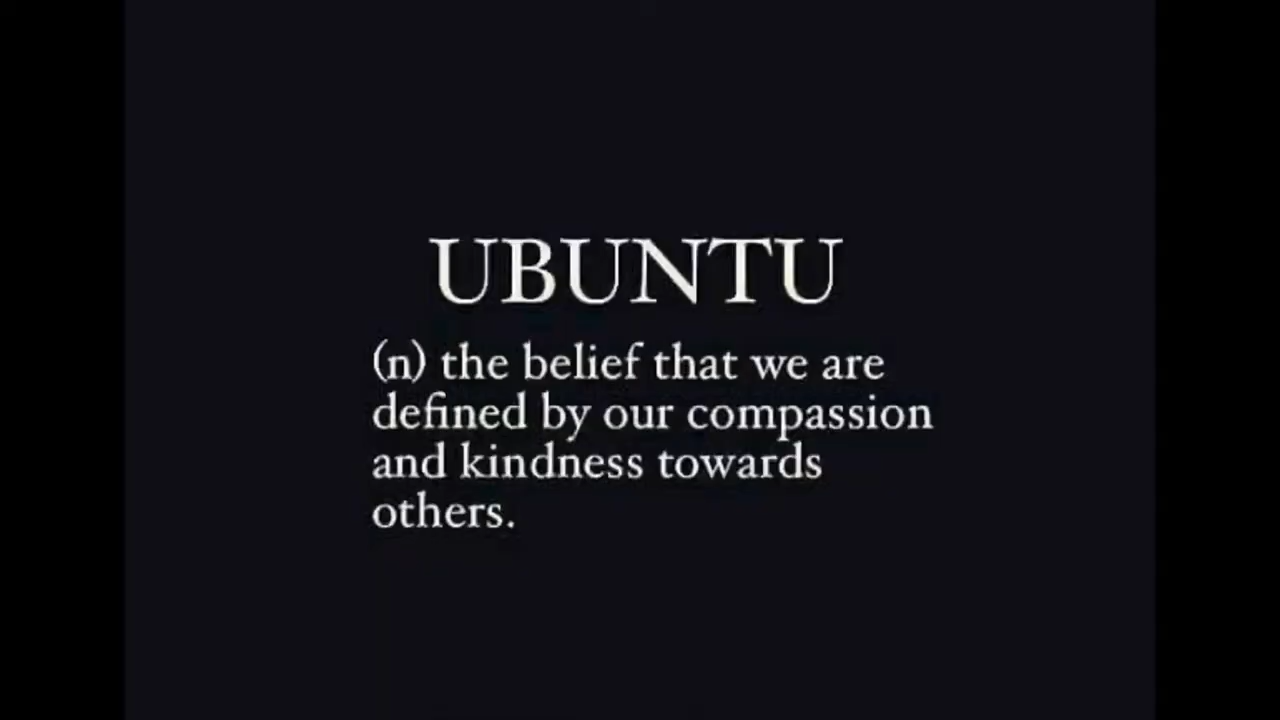 UBUNTU
(n) the belief that we are
defined by our compassion
and kindness towards
others.